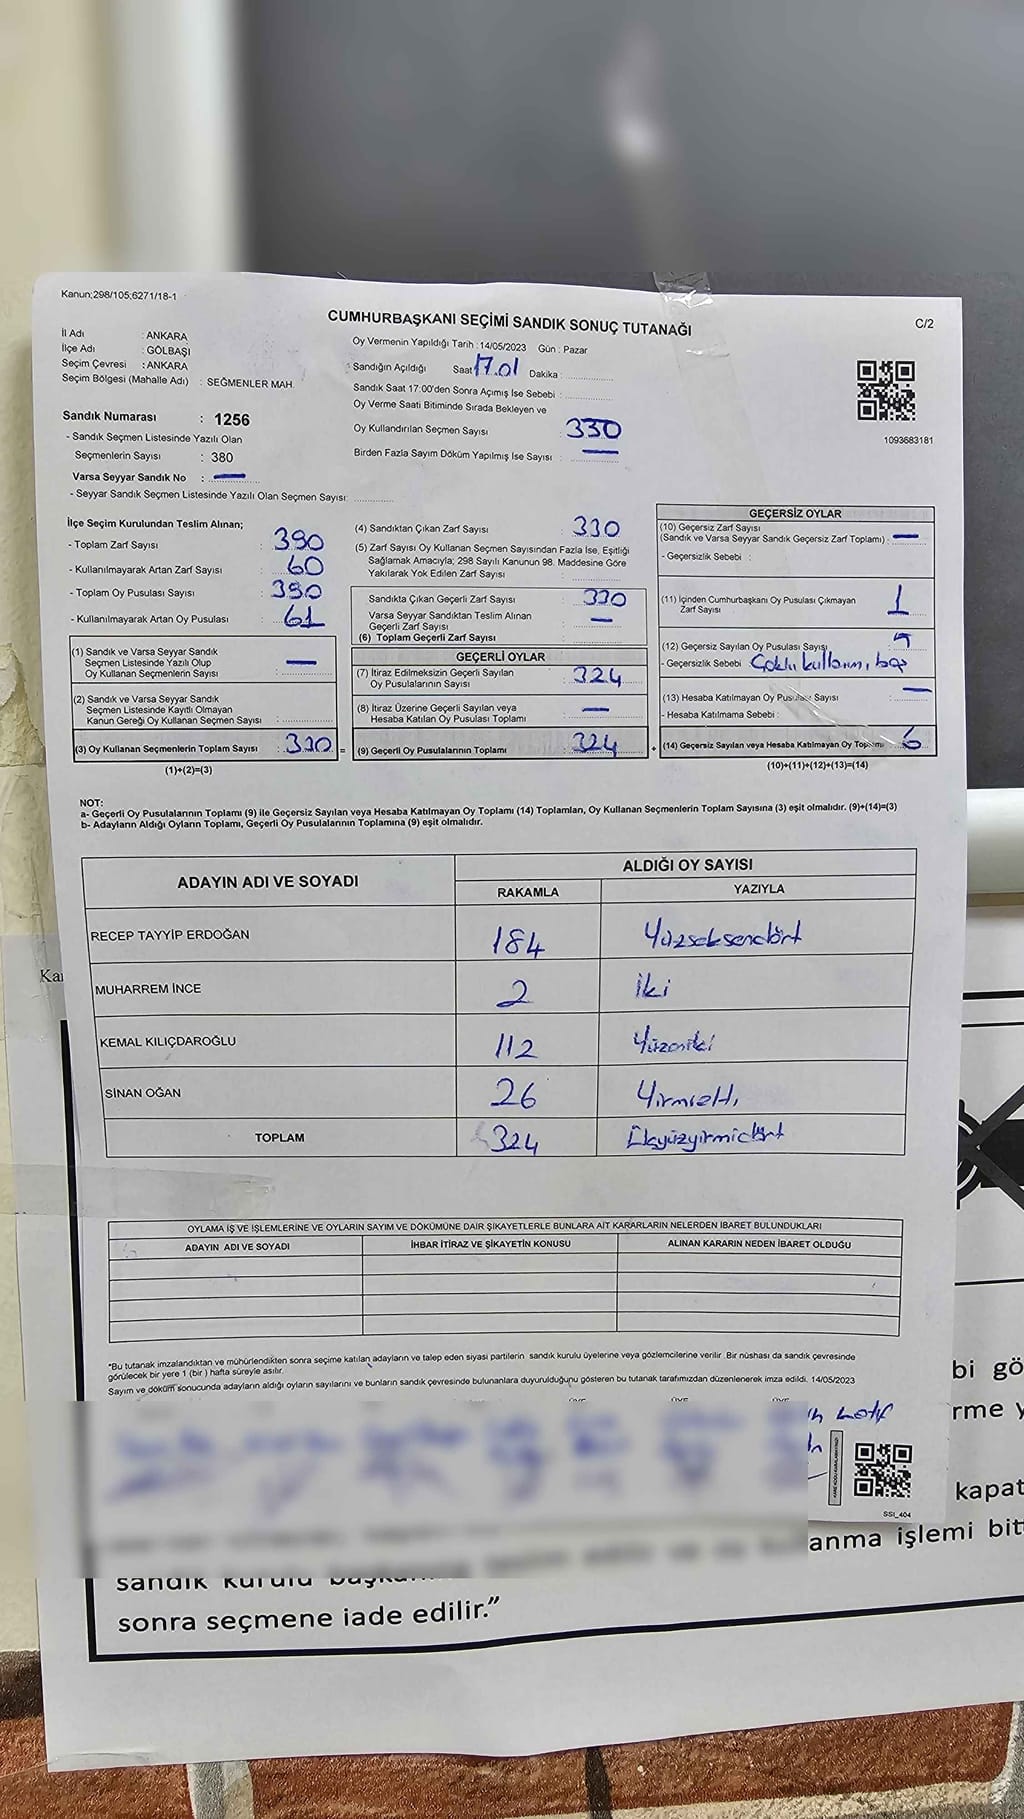 Kanun;298/105;6271/18-1
CUMHURBAŞKANI SEÇİMİ SANDIK SONUÇ TUTANAĞI
C/2
İl Adı : ANKARA
İlçe Adı : GÖLBAŞI
Seçim Çevresi : ANKARA
Seçim Bölgesi (Mahalle Adı) : SEĞMENLER MAH.
Oy Vermenin Yapıldığı Tarih : 14/05/2023 Gün : Pazar
Sandığın Açıldığı Saat 17.01 Dakika :
Sandık Saat 17:00'den Sonra Açımış İse Sebebi :
Oy Verme Saati Bitiminde Sırada Bekleyen ve
Oy Kullandırılan Seçmen Sayısı : 330
Birden Fazla Sayım Döküm Yapılmış İse Sayısı : —
1093683181
Sandık Numarası : 1256
- Sandık Seçmen Listesinde Yazılı Olan
Seçmenlerin Sayısı : 380
Varsa Seyyar Sandık No : —
- Seyyar Sandık Seçmen Listesinde Yazılı Olan Seçmen Sayısı:
İlçe Seçim Kurulundan Teslim Alınan;
- Toplam Zarf Sayısı : 390
- Kullanılmayarak Artan Zarf Sayısı : 60
- Toplam Oy Pusulası Sayısı : 390
- Kullanılmayarak Artan Oy Pusulası : 61
(1) Sandık ve Varsa Seyyar Sandık
Seçmen Listesinde Yazılı Olup
Oy Kullanan Seçmenlerin Sayısı : —
(2) Sandık ve Varsa Seyyar Sandık
Seçmen Listesinde Kayıtlı Olmayan
Kanun Gereği Oy Kullanan Seçmen Sayısı :
(3) Oy Kullanan Seçmenlerin Toplam Sayısı : 330 =
(1)+(2)=(3)
(4) Sandıktan Çıkan Zarf Sayısı : 330
(5) Zarf Sayısı Oy Kullanan Seçmen Sayısından Fazla İse, Eşitliği
Sağlamak Amacıyla; 298 Sayılı Kanunun 98. Maddesine Göre
Yakılarak Yok Edilen Zarf Sayısı :
Sandıkta Çıkan Geçerli Zarf Sayısı : 330
Varsa Seyyar Sandıktan Teslim Alınan
Geçerli Zarf Sayısı : —
(6) Toplam Geçerli Zarf Sayısı :
GEÇERLİ OYLAR
(7) İtiraz Edilmeksizin Geçerli Sayılan
Oy Pusulalarının Sayısı : 324
(8) İtiraz Üzerine Geçerli Sayılan veya
Hesaba Katılan Oy Pusulası Toplamı : —
(9) Geçerli Oy Pusulalarının Toplamı : 324 +
GEÇERSİZ OYLAR
(10) Geçersiz Zarf Sayısı
(Sandık ve Varsa Seyyar Sandık Geçersiz Zarf Toplamı) : —
- Geçersizlik Sebebi :
(11) İçinden Cumhurbaşkanı Oy Pusulası Çıkmayan
Zarf Sayısı : 1
(12) Geçersiz Sayılan Oy Pusulası Sayısı
- Geçersizlik Sebebi
(13) Hesaba Katılmayan Oy Pusulası Sayısı —
- Hesaba Katılmama Sebebi :
(14) Geçersiz Sayılan veya Hesaba Katılmayan Oy Toplamı : 6
(10)+(11)+(12)+(13)=(14)
NOT:
a- Geçerli Oy Pusulalarının Toplamı (9) ile Geçersiz Sayılan veya Hesaba Katılmayan Oy Toplamı (14) Toplamları, Oy Kullanan Seçmenlerin Toplam Sayısına (3) eşit olmalıdır. (9)+(14)=(3)
b- Adayların Aldığı Oyların Toplamı, Geçerli Oy Pusulalarının Toplamına (9) eşit olmalıdır.
ADAYIN ADI VE SOYADI
ALDIĞI OY SAYISI
RAKAMLA YAZIYLA
RECEP TAYYİP ERDOĞAN 184 Yüzseksendört
MUHARREM İNCE 2 İki
KEMAL KILIÇDAROĞLU 112 Yüzoniki
SİNAN OĞAN 26 Yirmialtı
TOPLAM 324 Üçyüzyirmidört
OYLAMA İŞ VE İŞLEMLERİNE VE OYLARIN SAYIM VE DÖKÜMÜNE DAİR ŞİKAYETLERLE BUNLARA AİT KARARLARIN NELERDEN İBARET BULUNDUKLARI
ADAYIN ADI VE SOYADI İHBAR İTİRAZ VE ŞİKAYETİN KONUSU ALINAN KARARIN NEDEN İBARET OLDUĞU
*Bu tutanak imzalandıktan ve mühürlendikten sonra seçime katılan adayların ve talep eden siyasi partilerin sandık kurulu üyelerine veya gözlemcilerine verilir. Bir nüshası da sandık çevresinde
görülecek bir yere 1 (bir) hafta süreyle asılır.
Sayım ve döküm sonucunda adayların aldığı oyların sayılarını ve bunların sandık çevresinde bulunanlara duyurulduğunu gösteren bu tutanak tarafımızdan düzenlenerek imza edildi. 14/05/2023
SSİ_404
bi gö
rme y
kapat
anma işlemi bit
sandık kurulu
sonra seçmene iade edilir.”